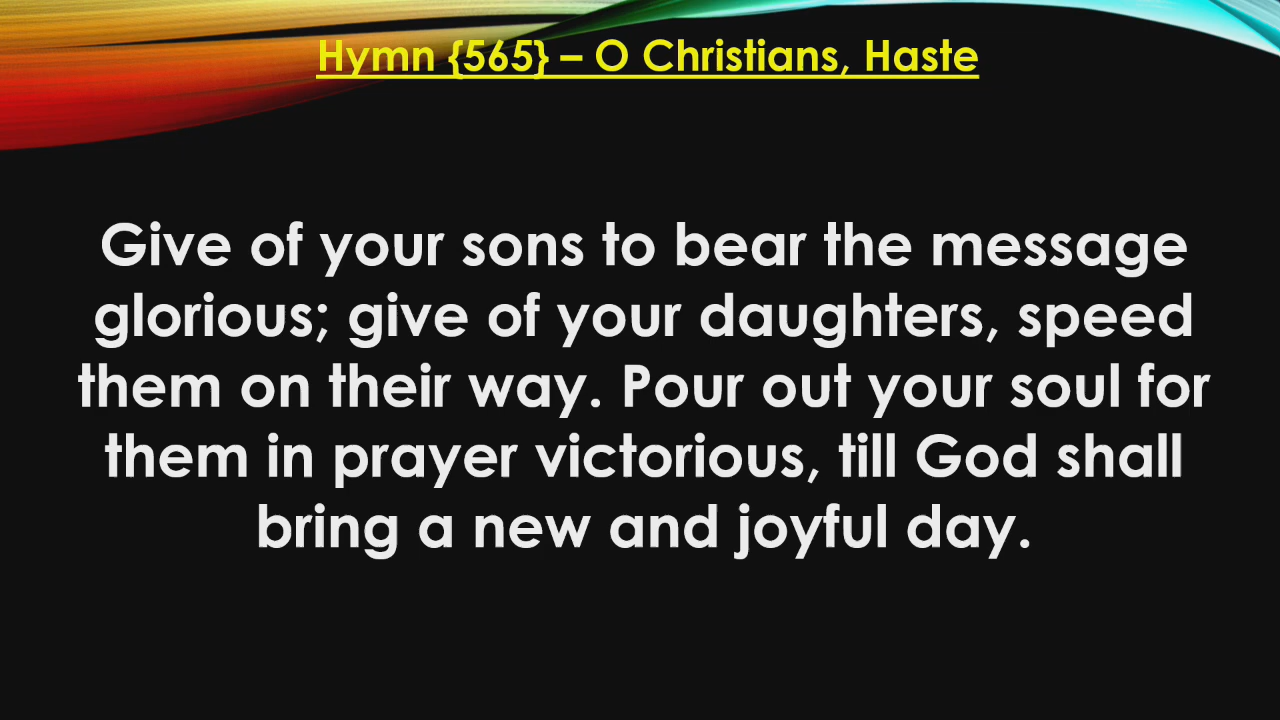 Hymn {565} – O Christians, Haste
Give of your sons to bear the message
glorious; give of your daughters, speed
them on their way. Pour out your soul for
them in prayer victorious, till God shall
bring a new and joyful day.